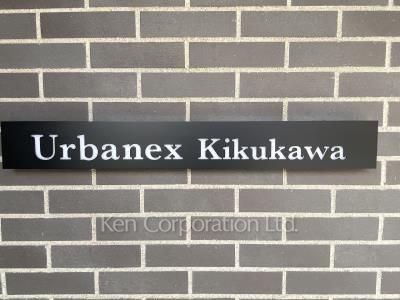 Urbanex Kikukawa
Ken Corporation Ltd.